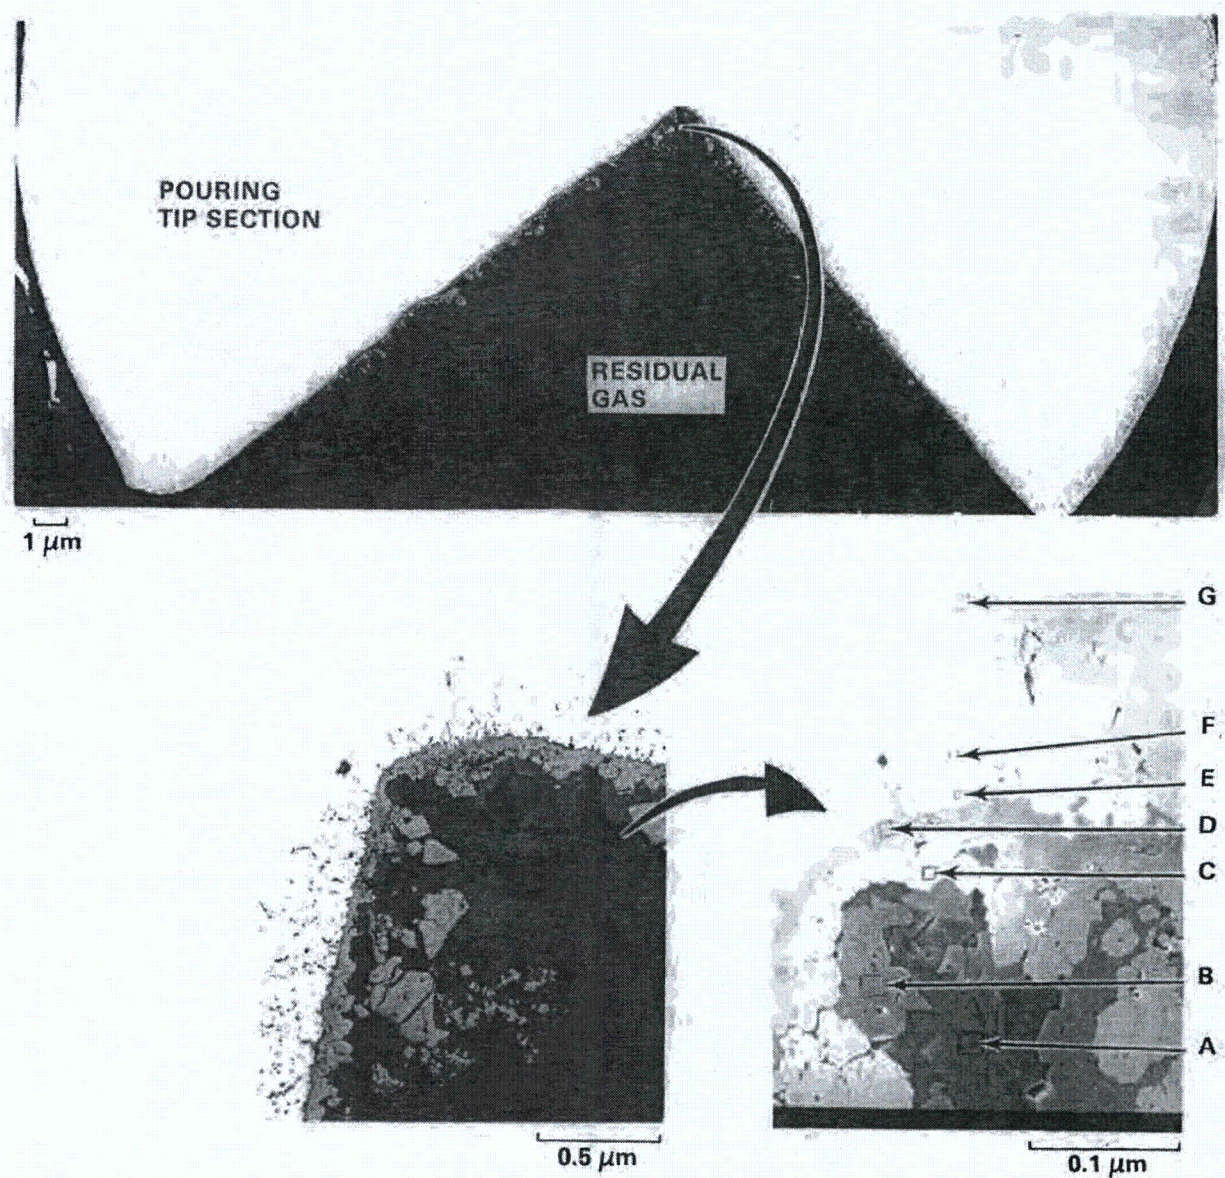 POURING
TIP SECTION
RESIDUAL
GAS
1 μm
G
F
E
D
C
B
A
0.5 μm
0.1 μm